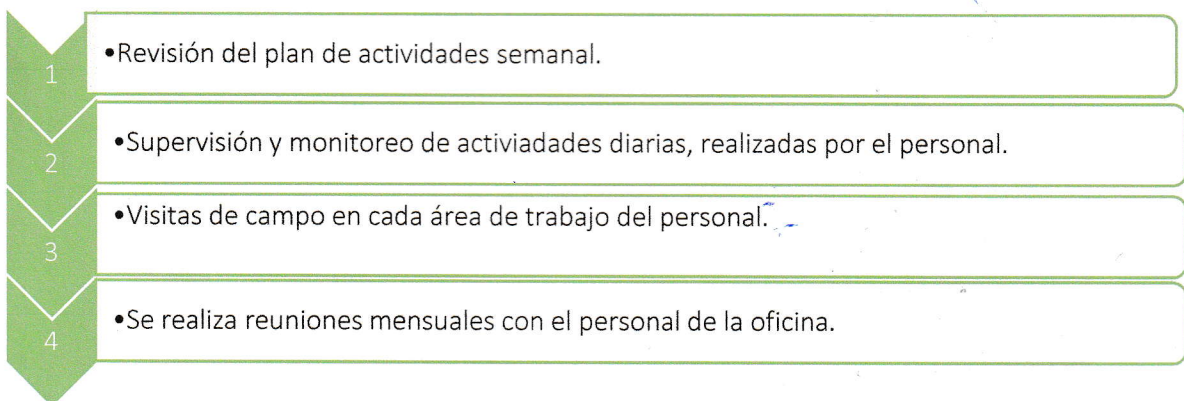 1
•Revisión del plan de actividades semanal.
2
•Supervisión y monitoreo de activiadades diarias, realizadas por el personal.
3
•Visitas de campo en cada área de trabajo del personal.
4
•Se realiza reuniones mensuales con el personal de la oficina.